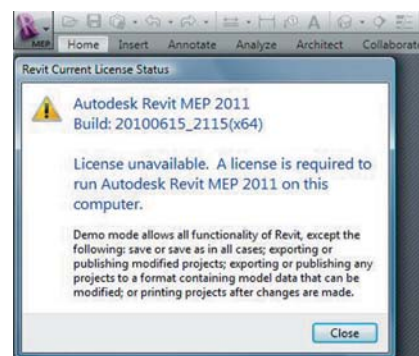 MEP Home Insert Annotate Analyze Architect Collaborat
Revit Current License Status
Autodesk Revit MEP 2011
Build: 20100615_2115(x64)
License unavailable. A license is required to
run Autodesk Revit MEP 2011 on this
computer.
Demo mode allows all functionality of Revit, except the
following: save or save as in all cases; exporting or
publishing modified projects; exporting or publishing any
projects to a format containing model data that can be
modified; or printing projects after changes are made.
Close